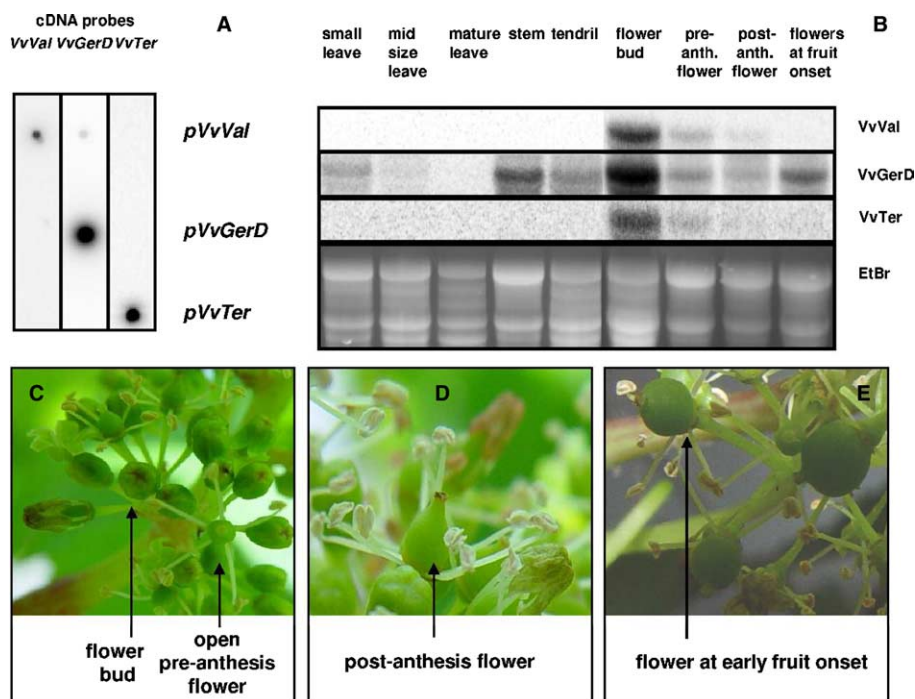 cDNA probes
A
VvVal VvGerD VvTer
pVvVal
pVvGerD
pVvTer
small leave
mid size leave
mature leave
stem
tendril
flower bud
pre-anth. flower
post-anth. flower
flowers at fruit onset
B
VvVal
VvGerD
VvTer
EtBr
C
flower
bud
open
pre-anthesis
flower
D
post-anthesis flower
E
flower at early fruit onset